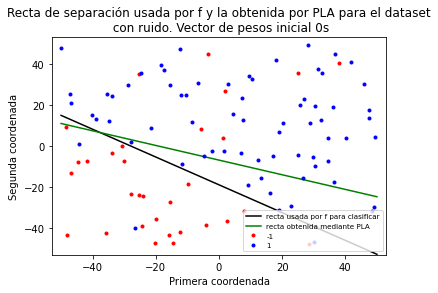 Recta de separación usada por f y la obtenida por PLA para el dataset
con ruido. Vector de pesos inicial 0s
Segunda coordenada
40
20
0
−20
−40
recta usada por f para clasificar
recta obtenida mediante PLA
-1
1
−40
−20
0
20
40
Primera coordenada